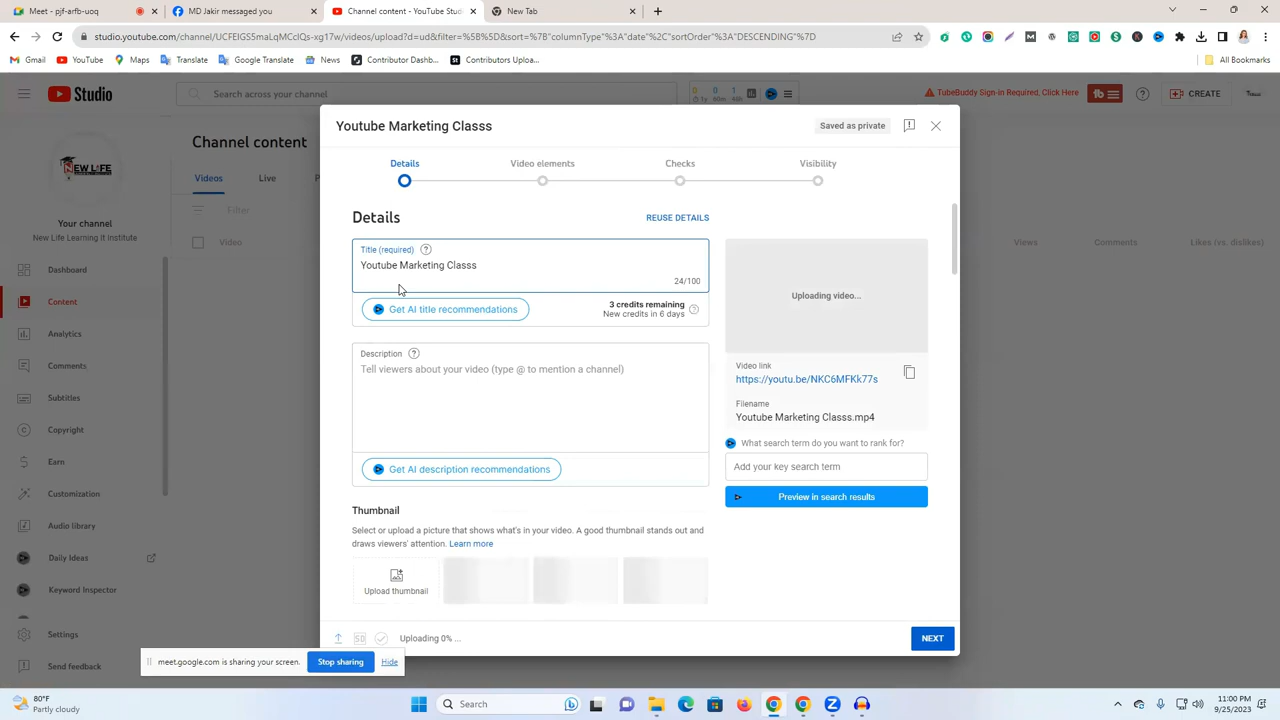 Meet - pjf-arfb-uoq
MD Jakir messaged you
Channel content - YouTube Studi
New Tab
studio.youtube.com/channel/UCFEIGS5maLqMCclQs-xg17w/videos/upload?d=ud&filter=%5B%5D&sort=%7B"columnType"%3A"date"%2C"sortOrder"%3A"DESCENDING"%7D
Gmail
YouTube
Maps
Translate
Google Translate
News
Contributor Dashb...
Contributors Uploa...
All Bookmarks
Studio
Search across your channel
TubeBuddy Sign-in Required, Click Here
CREATE
NEW LIFE
Your channel
New Life Learning It Institute
Dashboard
Content
Analytics
Comments
Subtitles
Copyright
Earn
Customization
Audio library
Daily Ideas
Keyword Inspector
Settings
Send feedback
Channel content
Videos
Live
P
Filter
Video
Views
Comments
Likes (vs. dislikes)
Youtube Marketing Classs
Saved as private
Details
Video elements
Checks
Visibility
Details
REUSE DETAILS
Title (required)
Youtube Marketing Classs
24/100
Get AI title recommendations
3 credits remaining
New credits in 6 days
Description
Tell viewers about your video (type @ to mention a channel)
Get AI description recommendations
Thumbnail
Select or upload a picture that shows what's in your video. A good thumbnail stands out and
draws viewers' attention. Learn more
Upload thumbnail
Uploading video...
Video link
https://youtu.be/NKC6MFKk77s
Filename
Youtube Marketing Classs.mp4
What search term do you want to rank for?
Add your key search term
Preview in search results
SD
Uploading 0% ...
NEXT
meet.google.com is sharing your screen.
Stop sharing
Hide
80°F
Partly cloudy
Search
11:00 PM
9/25/2023